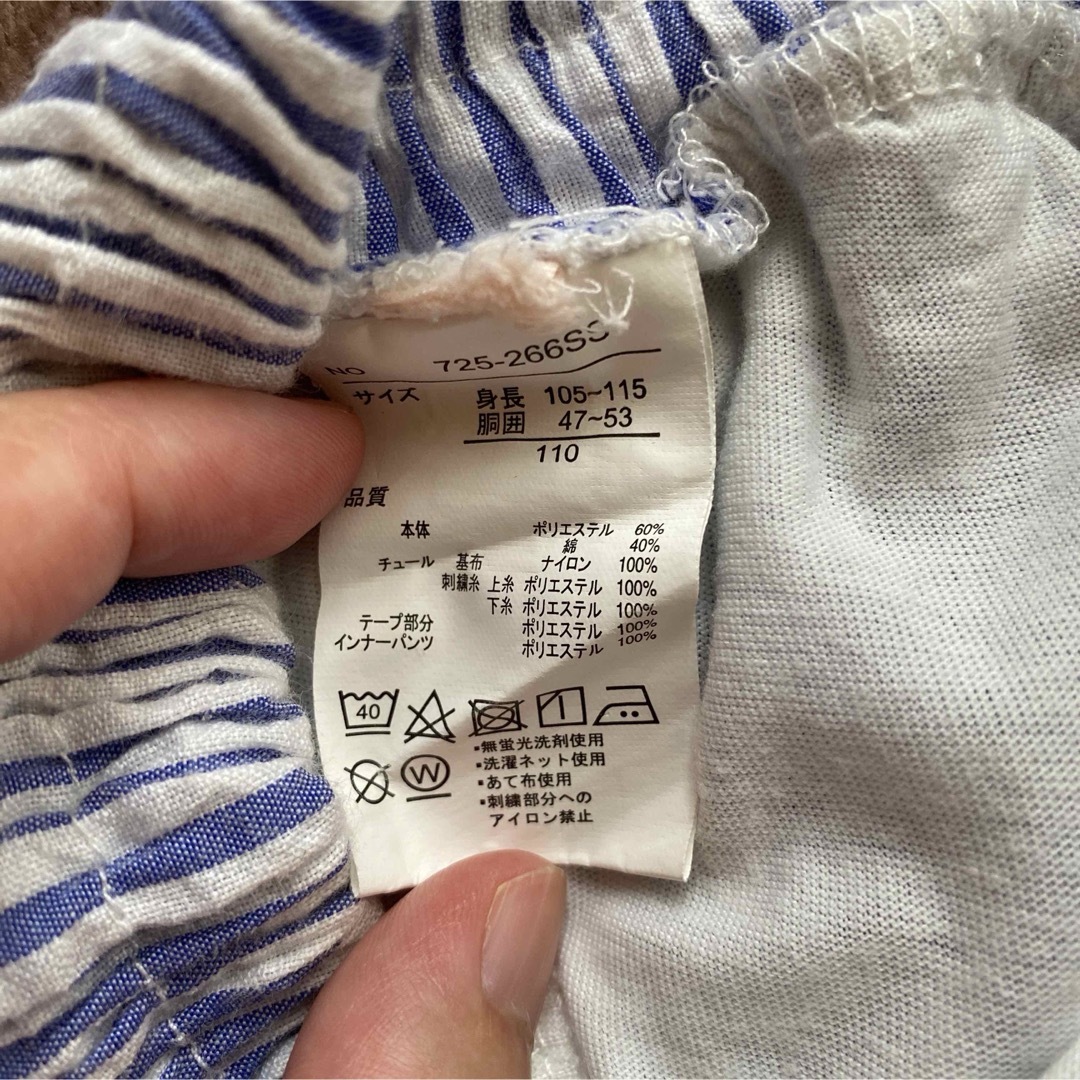 NO 725-266SS
サイズ 身長 105~115
胴囲 47~53
110
品質
本体 ポリエステル 60%
綿 40%
チュール 基布 ナイロン 100%
刺繍糸 上糸 ポリエステル 100%
下糸 ポリエステル 100%
テープ部分 ポリエステル 100%
インナーパンツ ポリエステル 100%
40
W
▪無蛍光洗剤使用
▪洗濯ネット使用
▪あて布使用
▪刺繍部分への
アイロン禁止